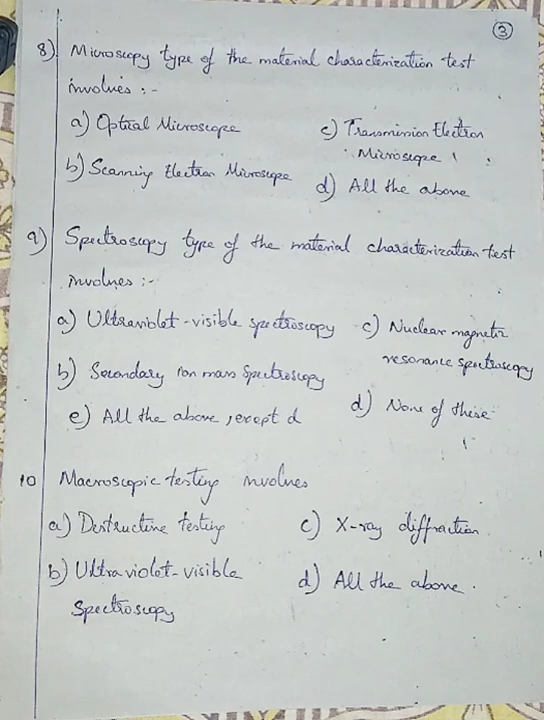 3
8) Microscopy type of the material characterization test
involves :-
a) Optical Microscope
c) Transmission Electron
Microscope
b) Scanning Electron Microscope
d) All the above
9) Spectroscopy type of the material characterization test
involves :-
a) Ultraviolet-visible spectroscopy
c) Nuclear magnetic
resonance spectroscopy
b) Secondary ion mass Spectroscopy
d) None of these
e) All the above, except d
10 Macroscopic testing involves
a) Destructive testing
c) X-ray diffraction
b) Ultraviolet-visible
Spectroscopy
d) All the above.